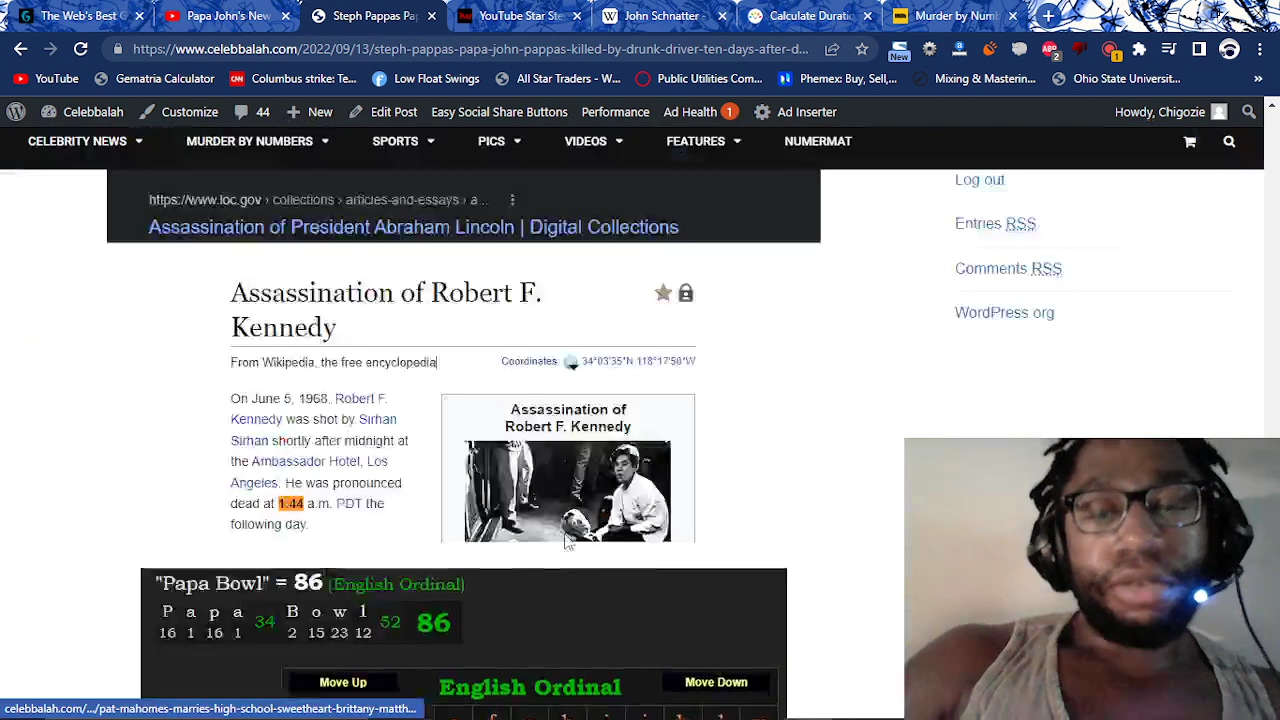 The Web's Best G
Papa John's New
Steph Pappas Pap
YouTube Star Ste
John Schnatter -
Calculate Duratio
Murder by Numb
https://www.celebbalah.com/2022/09/13/steph-pappas-papa-john-pappas-killed-by-drunk-driver-ten-days-after-d...
New
2
1
YouTube
Gematria Calculator
Columbus strike: Te...
Low Float Swings
All Star Traders - W...
Public Utilities Com...
Phemex: Buy, Sell,...
Mixing & Masterin...
Ohio State Universit...
»
Celebbalah
Customize
44
New
Edit Post
Easy Social Share Buttons
Performance
Ad Health 1
Ad Inserter
Howdy, Chigozie
CELEBRITY NEWS
MURDER BY NUMBERS
SPORTS
PICS
VIDEOS
FEATURES
NUMERMAT
https://www.loc.gov › collections › articles-and-essays › a...
Assassination of President Abraham Lincoln | Digital Collections
Log out
Entries RSS
Comments RSS
WordPress org
Assassination of Robert F.
Kennedy
From Wikipedia, the free encyclopedia
Coordinates
34°03′35″N 118°17′50″W
On June 5, 1968, Robert F.
Kennedy was shot by Sirhan
Sirhan shortly after midnight at
the Ambassador Hotel, Los
Angeles. He was pronounced
dead at 1:44 a.m. PDT the
following day.
Assassination of
Robert F. Kennedy
"Papa Bowl" = 86 (English Ordinal)
P a p a 34 B o w l 52 86
16 1 16 1 2 15 23 12
Move Up
English Ordinal
Move Down
celebbalah.com/.../pat-mahomes-marries-high-school-sweetheart-brittany-matth...